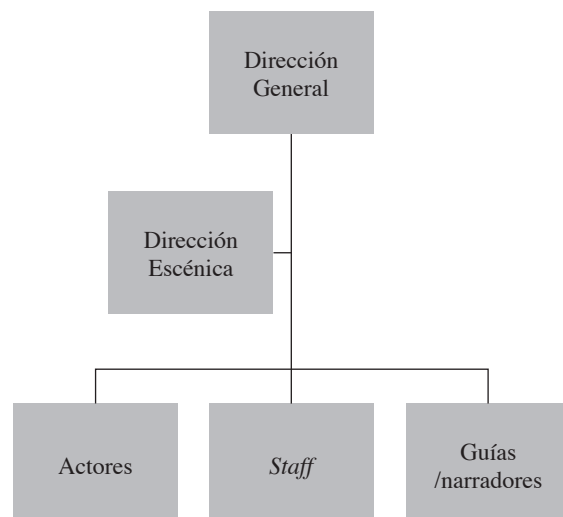 Dirección
General
Dirección
Escénica
Actores
Staff
Guías
/narradores